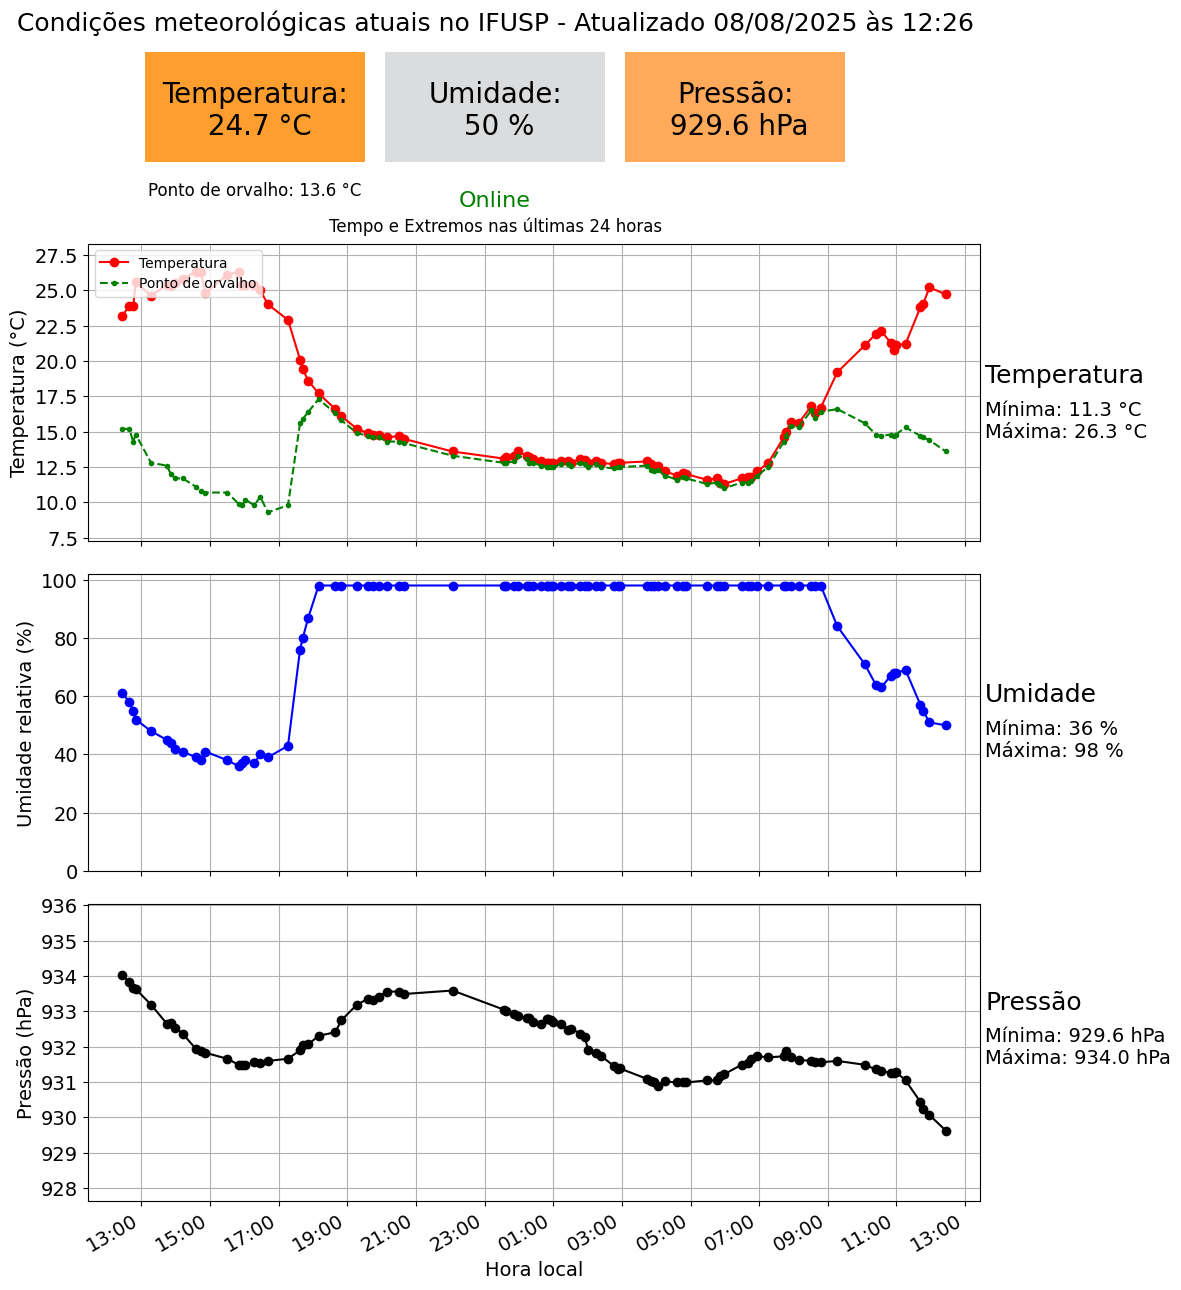 Condições meteorológicas atuais no IFUSP - Atualizado 08/08/2025 às 12:26
Temperatura:
24.7 °C
Umidade:
50 %
Pressão:
929.6 hPa
Ponto de orvalho: 13.6 °C
Online
Tempo e Extremos nas últimas 24 horas
Temperatura (°C)
27.5
25.0
22.5
20.0
17.5
15.0
12.5
10.0
7.5
Temperatura
Ponto de orvalho
Temperatura
Mínima: 11.3 °C
Máxima: 26.3 °C
Umidade relativa (%)
100
80
60
40
20
0
Umidade
Mínima: 36 %
Máxima: 98 %
Pressão (hPa)
936
935
934
933
932
931
930
929
928
Pressão
Mínima: 929.6 hPa
Máxima: 934.0 hPa
13:00 15:00 17:00 19:00 21:00 23:00 01:00 03:00 05:00 07:00 09:00 11:00 13:00
Hora local